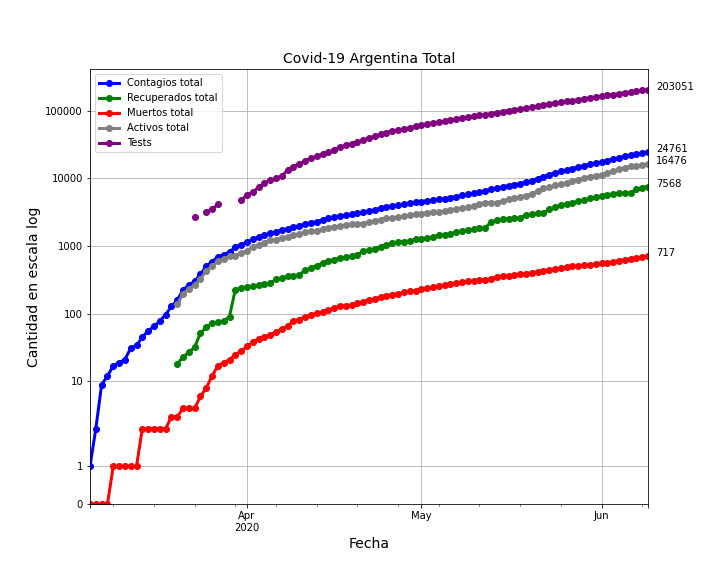 Covid-19 Argentina Total
Contagios total
Recuperados total
Muertos total
Activos total
Tests
203051
24761
16476
7568
717
100000
10000
1000
100
10
1
0
Cantidad en escala log
Apr
2020
May
Jun
Fecha